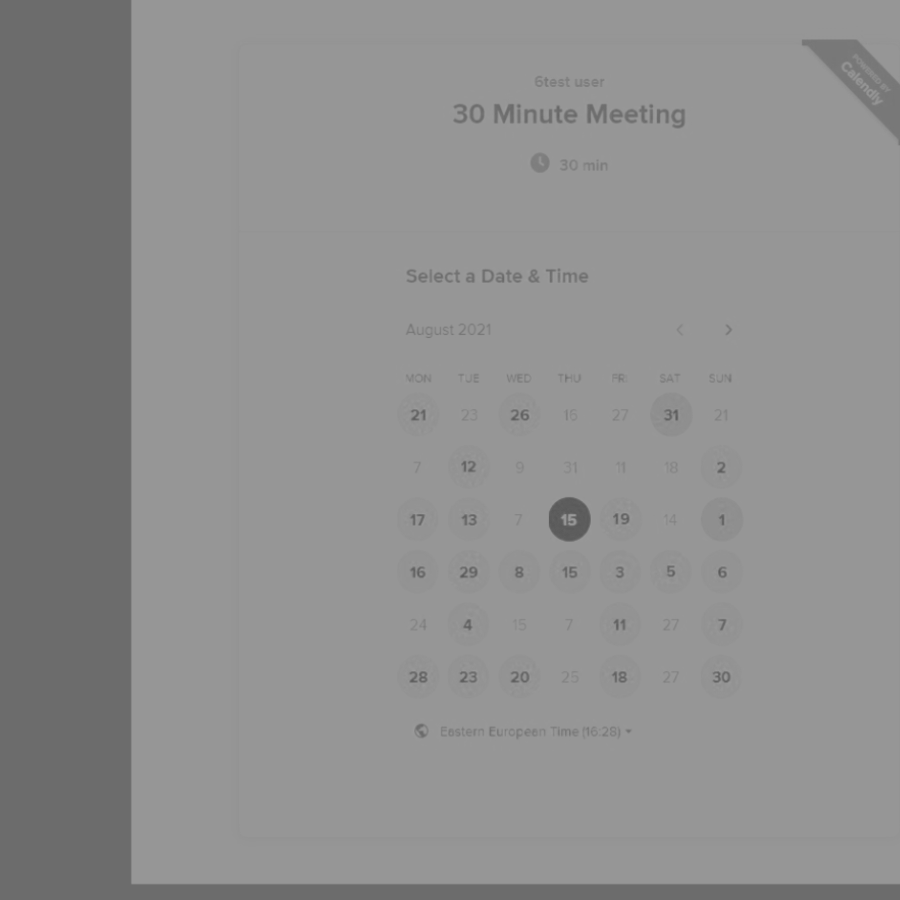 POWERED BY
Calendly
6test user
30 Minute Meeting
30 min
Select a Date & Time
August 2021
MON TUE WED THU FRI SAT SUN
21 23 26 15 27 31 21
7 12 9 31 11 18 2
17 13 7 15 19 14 1
16 29 8 15 3 5 6
24 4 15 7 11 27 7
28 23 20 25 18 27 30
Eastern European Time (16:28)